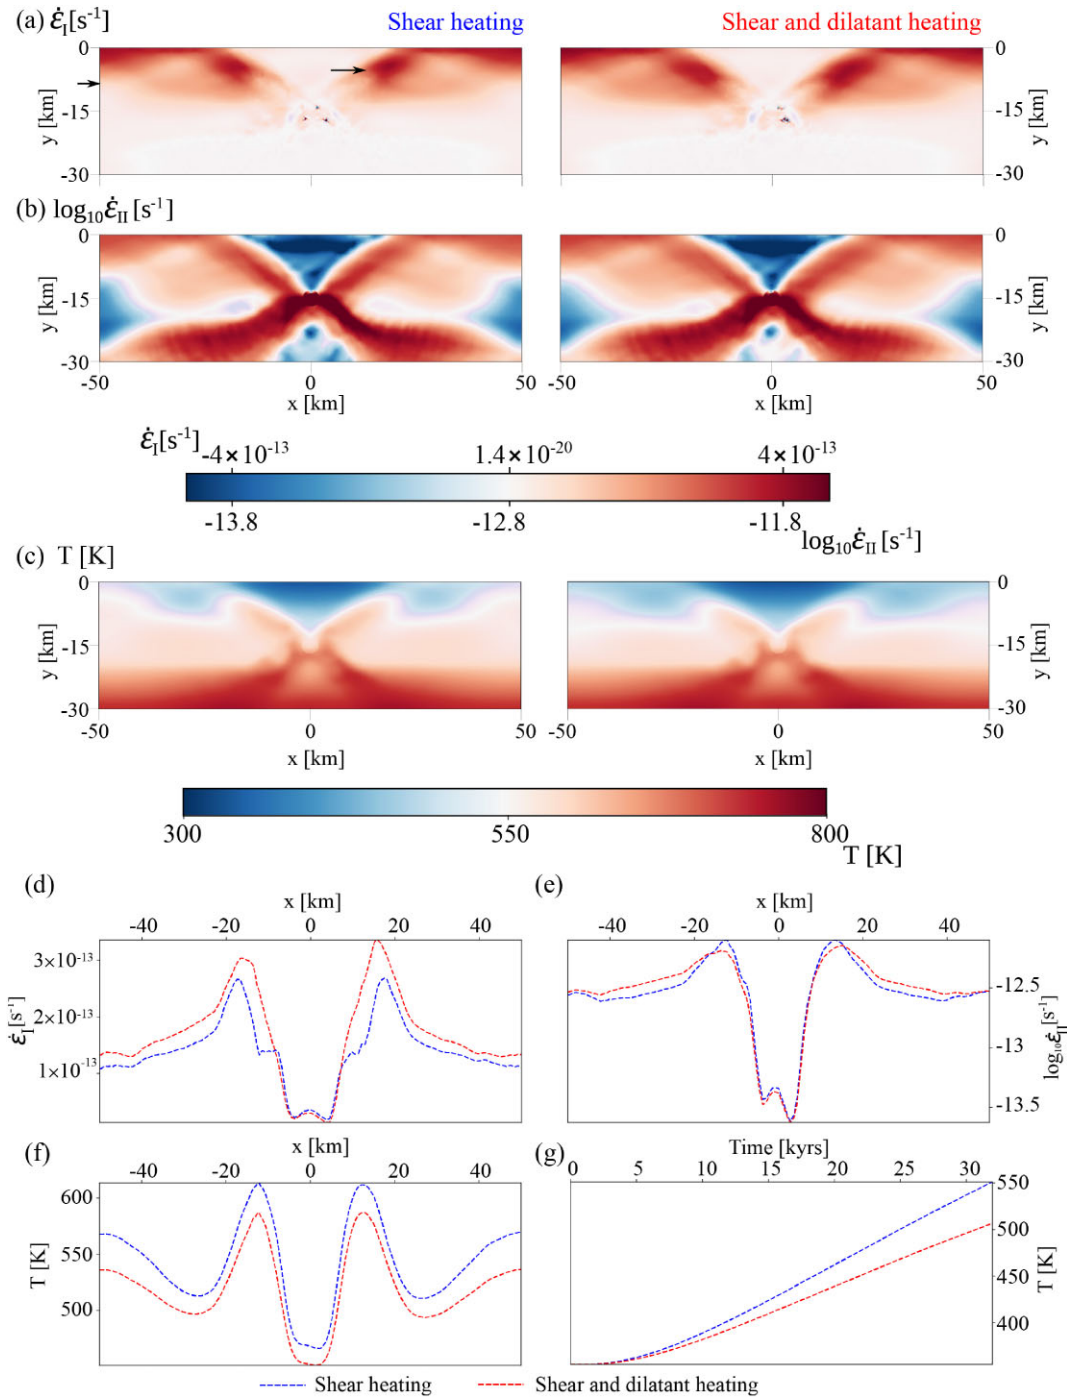 (a) ε̇_I[s⁻¹]
Shear heating
Shear and dilatant heating
0
-15
-30
y [km]
0
-15
-30
y [km]
(b) log₁₀ε̇_II [s⁻¹]
0
-15
-30
y [km]
-50
0
50
x [km]
0
-15
-30
y [km]
-50
0
50
x [km]
ε̇_I[s⁻¹]
-4×10⁻¹³
1.4×10⁻²⁰
4×10⁻¹³
-13.8
-12.8
-11.8
log₁₀ε̇_II [s⁻¹]
(c) T [K]
0
-15
-30
y [km]
-50
0
50
x [km]
0
-15
-30
y [km]
-50
0
50
x [km]
300
550
800
T [K]
(d)
x [km]
-40
-20
0
20
40
3×10⁻¹³
2×10⁻¹³
1×10⁻¹³
ε̇_I[s⁻¹]
(e)
x [km]
-40
-20
0
20
40
-12.5
-13
-13.5
log₁₀ε̇_II[s⁻¹]
(f)
x [km]
-40
-20
0
20
40
600
550
500
T [K]
(g)
Time [kyrs]
0
5
10
15
20
25
30
550
500
450
400
T [K]
Shear heating
Shear and dilatant heating